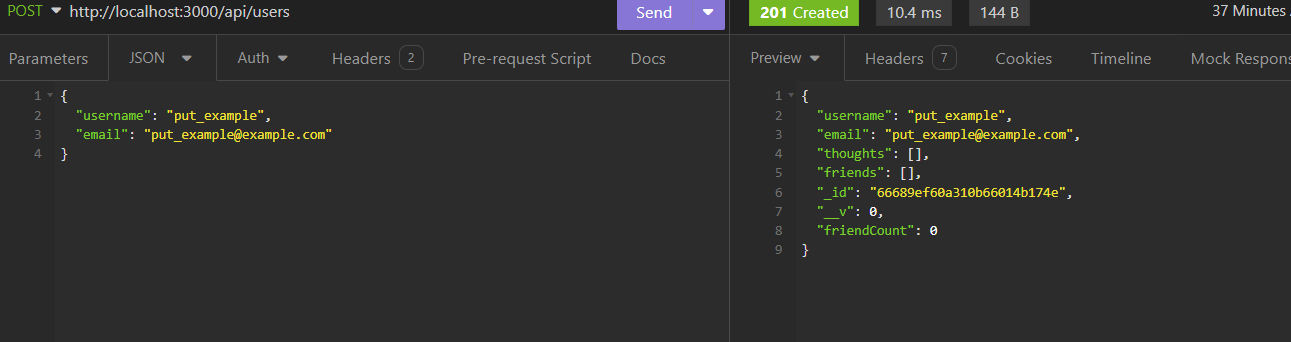 POST http://localhost:3000/api/users Send 201 Created 10.4 ms 144 B 37 Minutes
Parameters JSON Auth Headers 2 Pre-request Script Docs Preview Headers 7 Cookies Timeline Mock Respons
1 {
2 "username": "put_example",
3 "email": "put_example@example.com"
4 }
1 {
2 "username": "put_example",
3 "email": "put_example@example.com",
4 "thoughts": [],
5 "friends": [],
6 "_id": "66689ef60a310b66014b174e",
7 "__v": 0,
8 "friendCount": 0
9 }